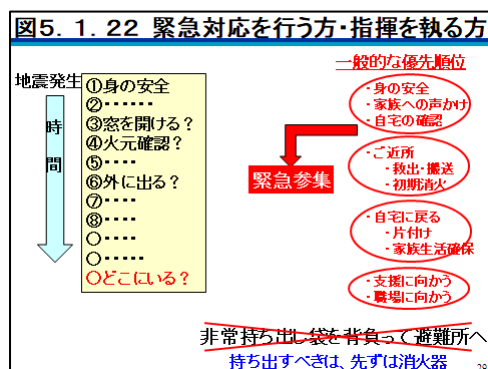 図5.1.22 緊急対応を行う方・指揮を執る方
一般的な優先順位
地震発生
時
間
①身の安全
②‥‥‥
③窓を開ける？
④火元確認？
⑤‥‥
⑥外に出る？
⑦‥‥
⑧‥‥
○‥‥
○‥‥‥
○どこにいる？
緊急参集
・身の安全
・家族への声かけ
・自宅の確認
・ご近所
・救出・搬送
・初期消火
・自宅に戻る
・片付け
・家族生活確保
・支援に向かう
・職場に向かう
非常持ち出し袋を背負って避難所へ
持ち出すべきは、先ずは消火器
29